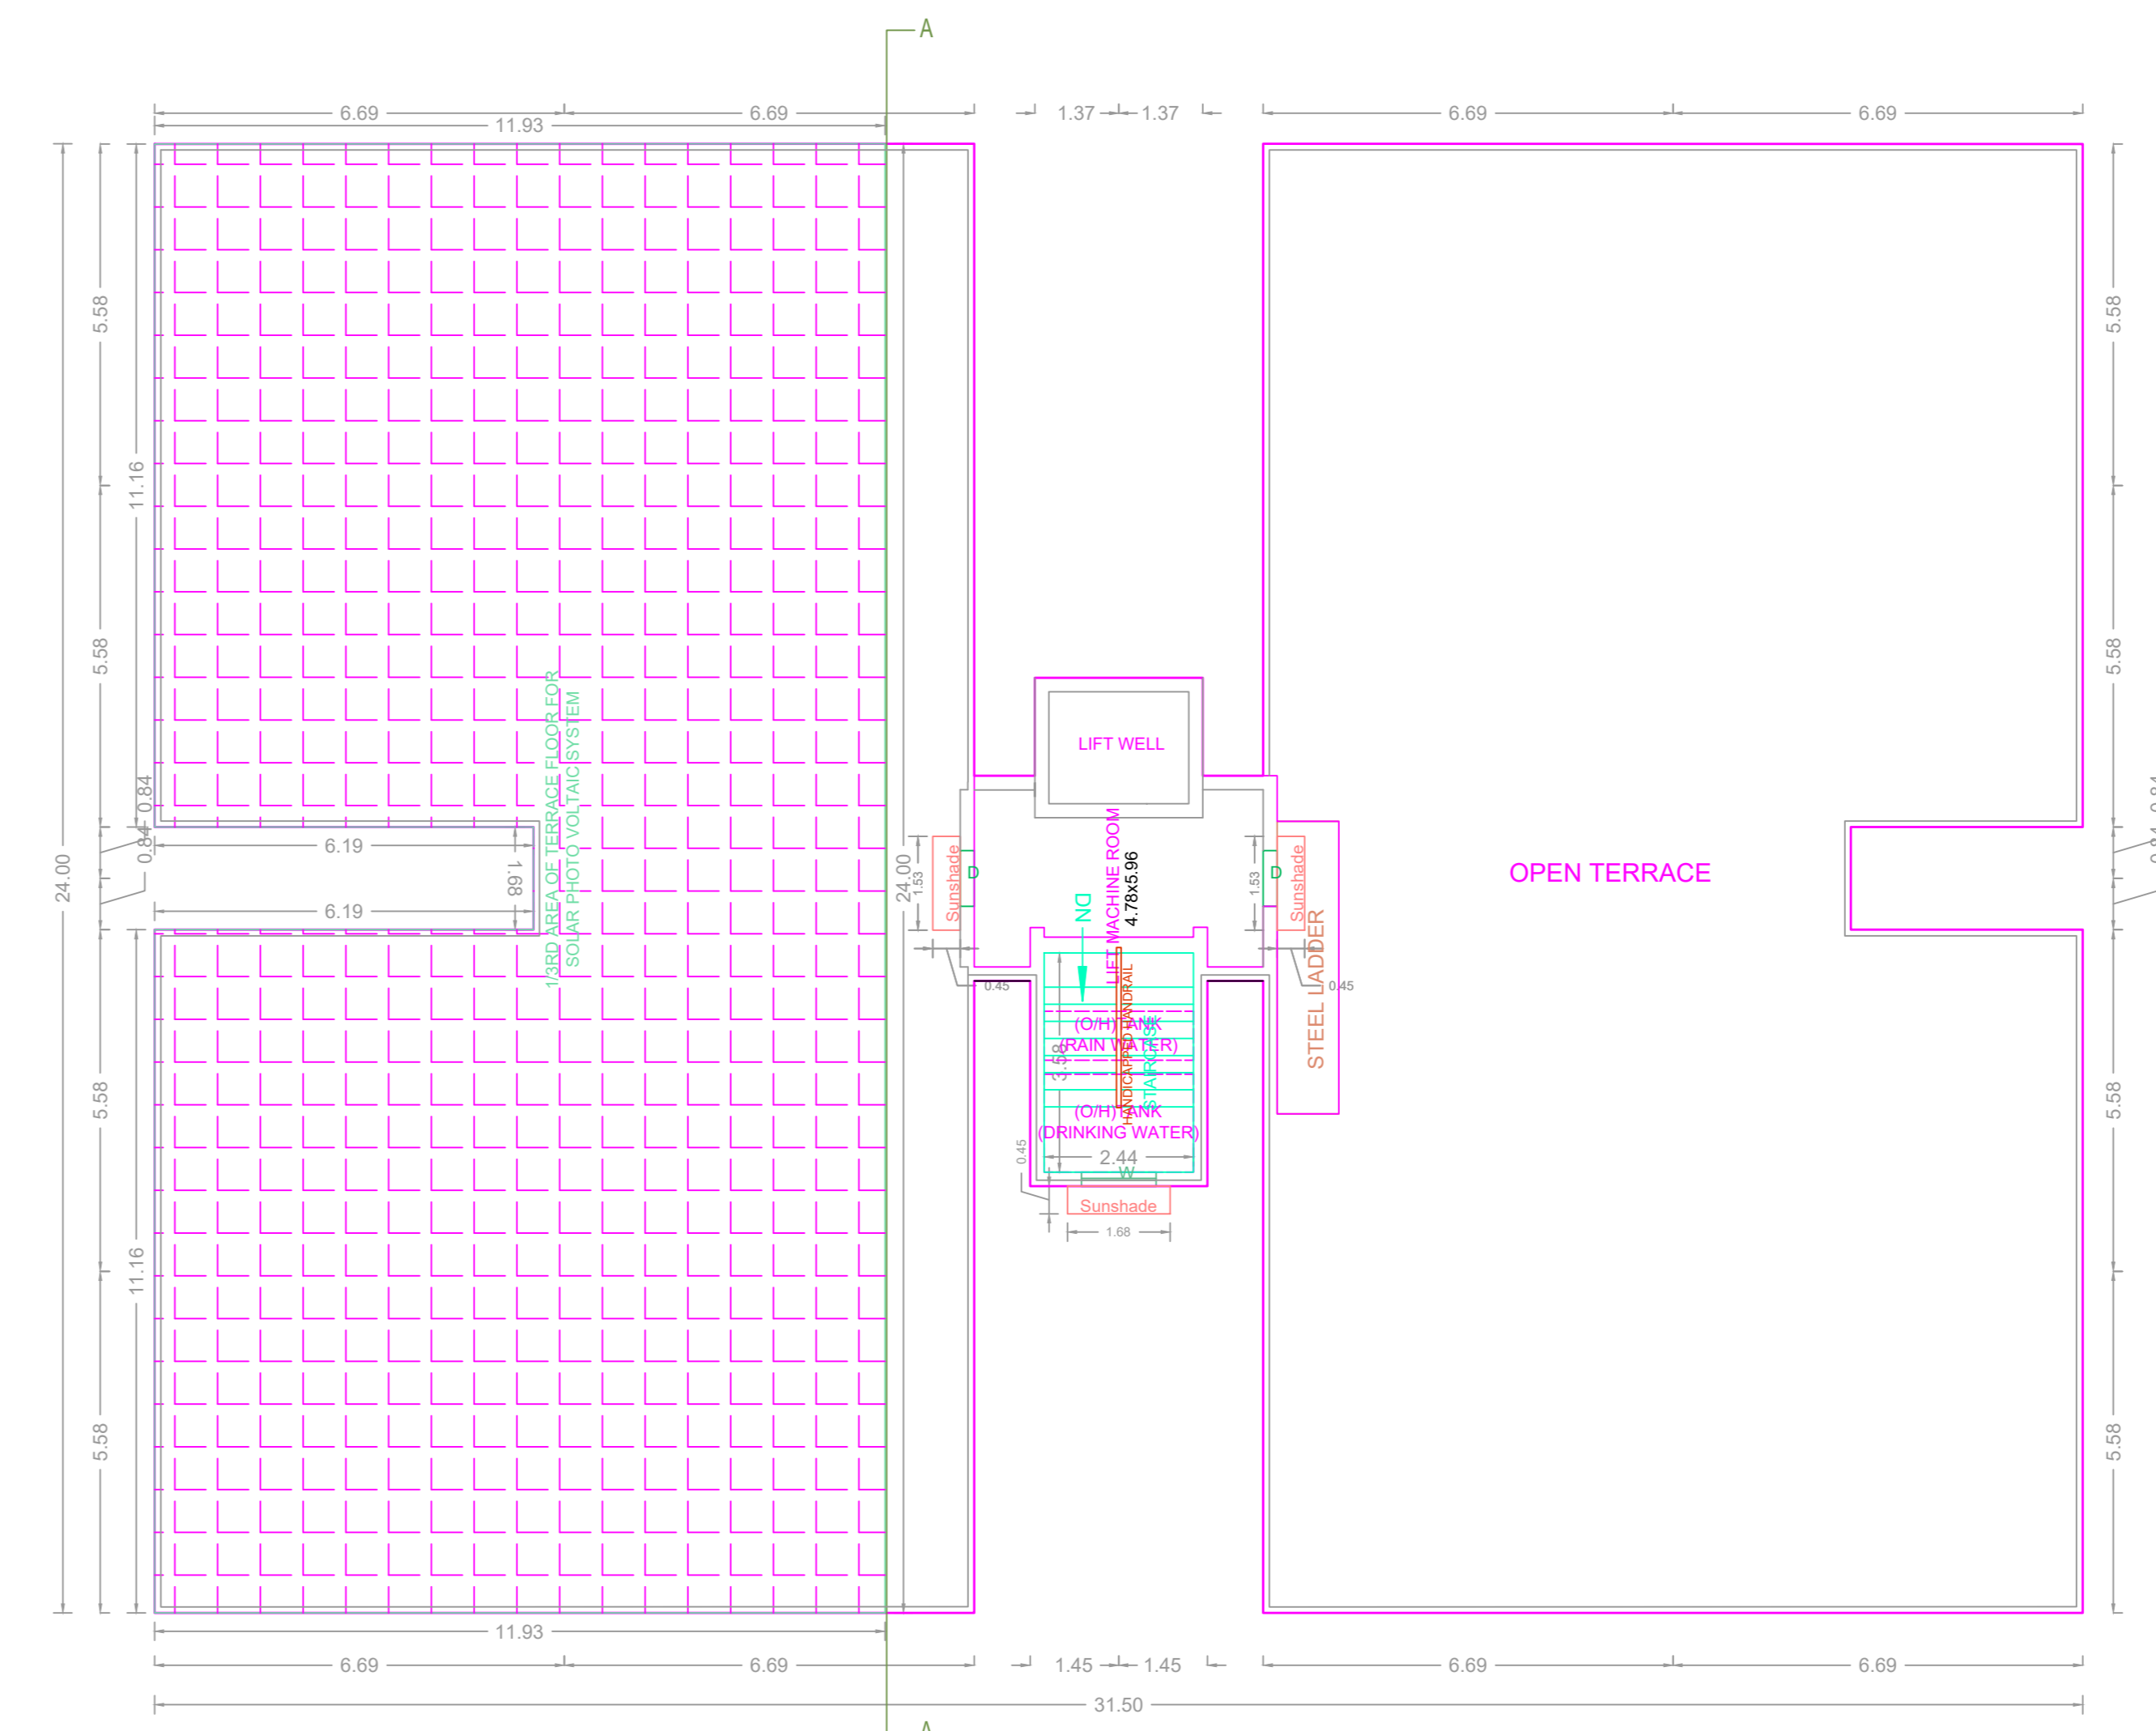 A
6.69
6.69
1.37
1.37
6.69
6.69
11.93
5.58
5.58
11.16
5.58
5.58
24.00
0.84
0.84
6.19
1.68
6.19
1/3RD AREA OF TERRACE FLOOR FOR
SOLAR PHOTO VOLTAIC SYSTEM
24.00
1.53
Sunshade
D
LIFT WELL
LIFT MACHINE ROOM
4.78x5.96
DN
1.53
D
Sunshade
STEEL LADDER
OPEN TERRACE
0.84
0.84
0.45
0.45
3.58
(O/H)TANK
(RAIN WATER)
HANDICAPPED HANDRAIL
STAIRCASE
(O/H)TANK
(DRINKING WATER)
2.44
W
0.45
Sunshade
1.68
5.58
11.16
5.58
5.58
5.58
11.93
6.69
6.69
1.45
1.45
6.69
6.69
31.50
A